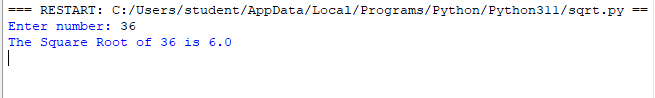 === RESTART: C:/Users/student/AppData/Local/Programs/Python/Python311/sqrt.py ==
Enter number: 36
The Square Root of 36 is 6.0